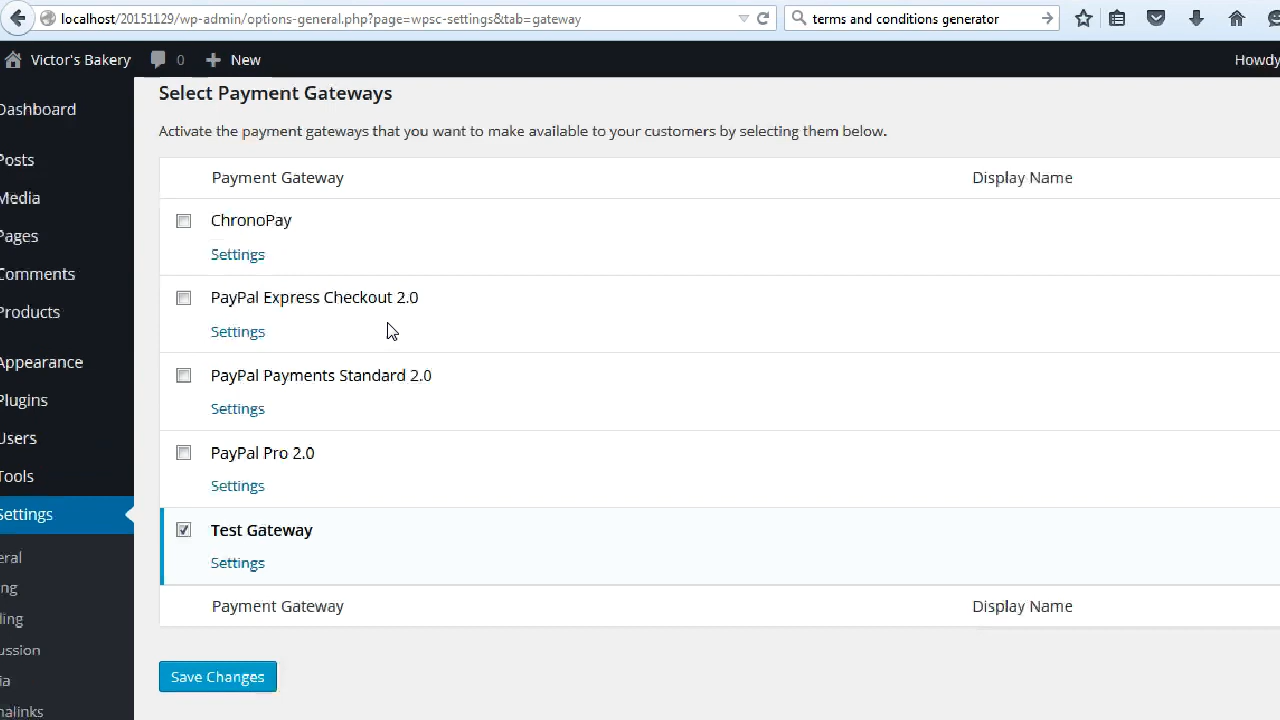 localhost/20151129/wp-admin/options-general.php?page=wpsc-settings&tab=gateway terms and conditions generator
Victor's Bakery 0 New Howdy
Dashboard
Posts
Media
Pages
Comments
Products
Appearance
Plugins
Users
Tools
Settings
eral
ng
ling
ussion
ia
nalinks
Select Payment Gateways
Activate the payment gateways that you want to make available to your customers by selecting them below.
Payment Gateway Display Name
ChronoPay
Settings
PayPal Express Checkout 2.0
Settings
PayPal Payments Standard 2.0
Settings
PayPal Pro 2.0
Settings
Test Gateway
Settings
Payment Gateway Display Name
Save Changes